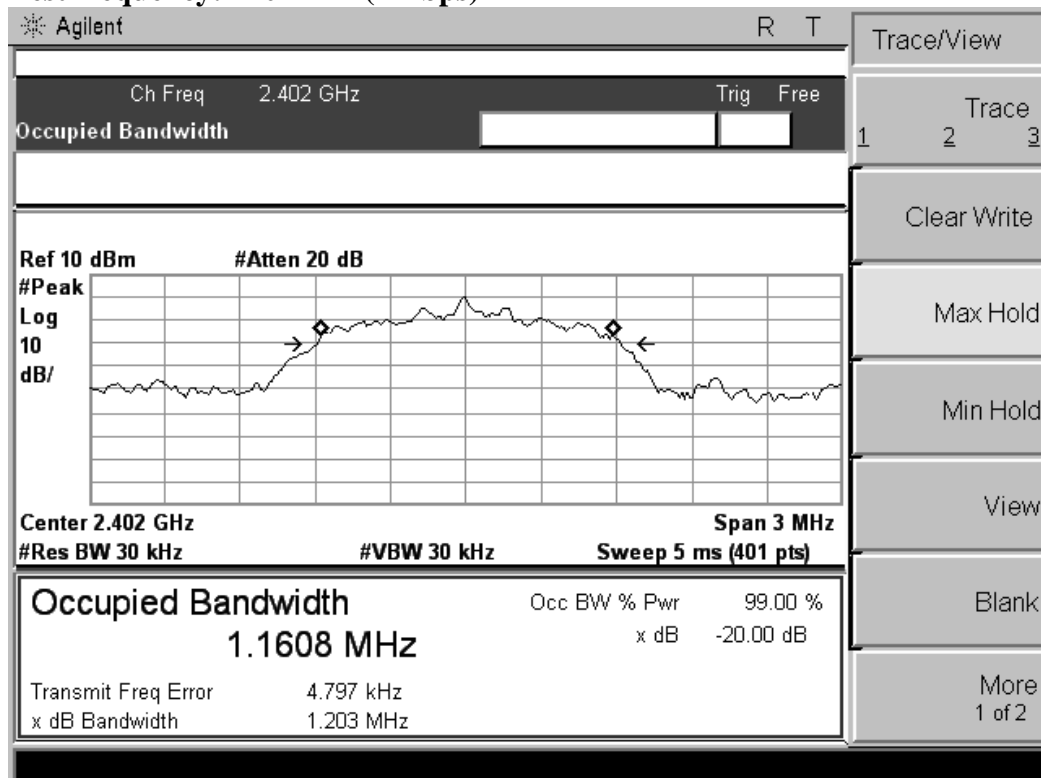 Agilent R T
Trace/View
Ch Freq 2.402 GHz Trig Free
Occupied Bandwidth
Trace
1 2 3
Clear Write
Max Hold
Min Hold
View
Blank
More
1 of 2
Ref 10 dBm #Atten 20 dB
#Peak
Log
10
dB/
Center 2.402 GHz Span 3 MHz
#Res BW 30 kHz #VBW 30 kHz Sweep 5 ms (401 pts)
Occupied Bandwidth Occ BW % Pwr 99.00 %
1.1608 MHz x dB -20.00 dB
Transmit Freq Error 4.797 kHz
x dB Bandwidth 1.203 MHz